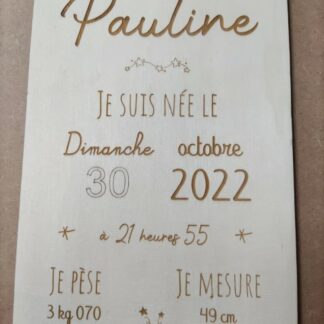 Pauline
JE SUIS NÉE LE
Dimanche octobre
30 2022
à 21 heures 55
JE PÈSE JE MESURE
3 kg 070 49 cm